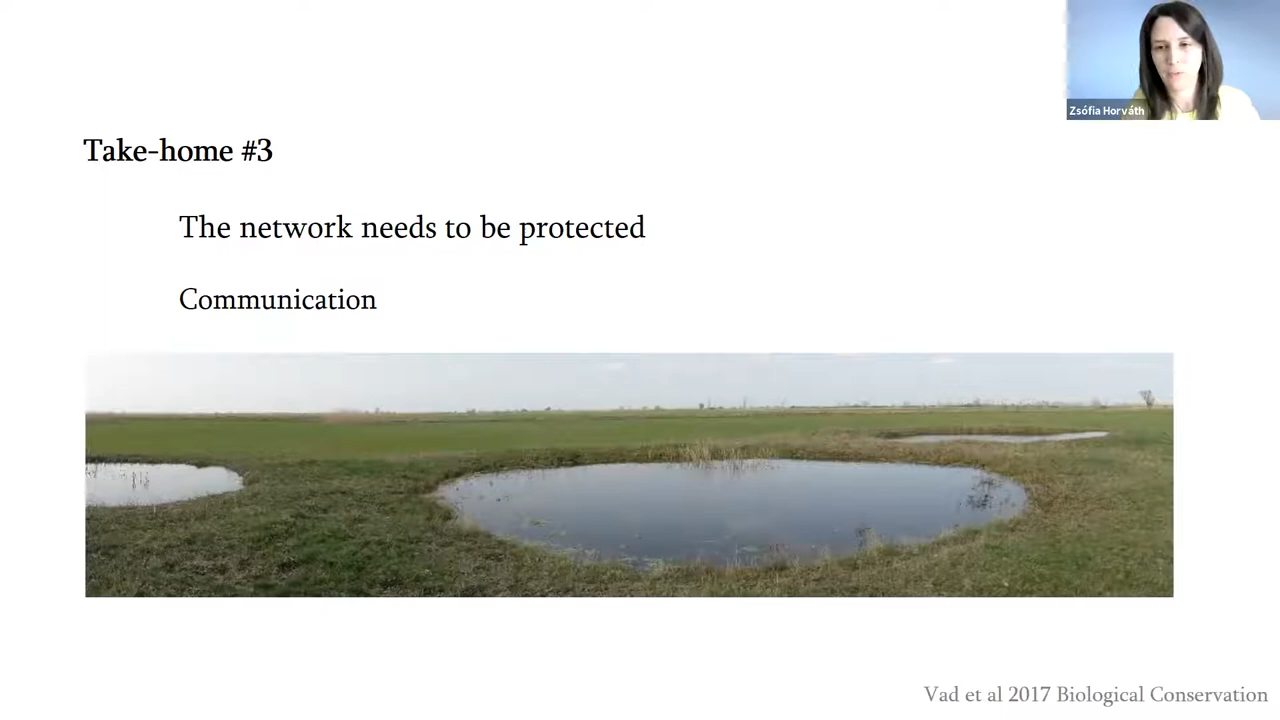 Zsófia Horváth
Take-home #3
The network needs to be protected
Communication
Vad et al 2017 Biological Conservation